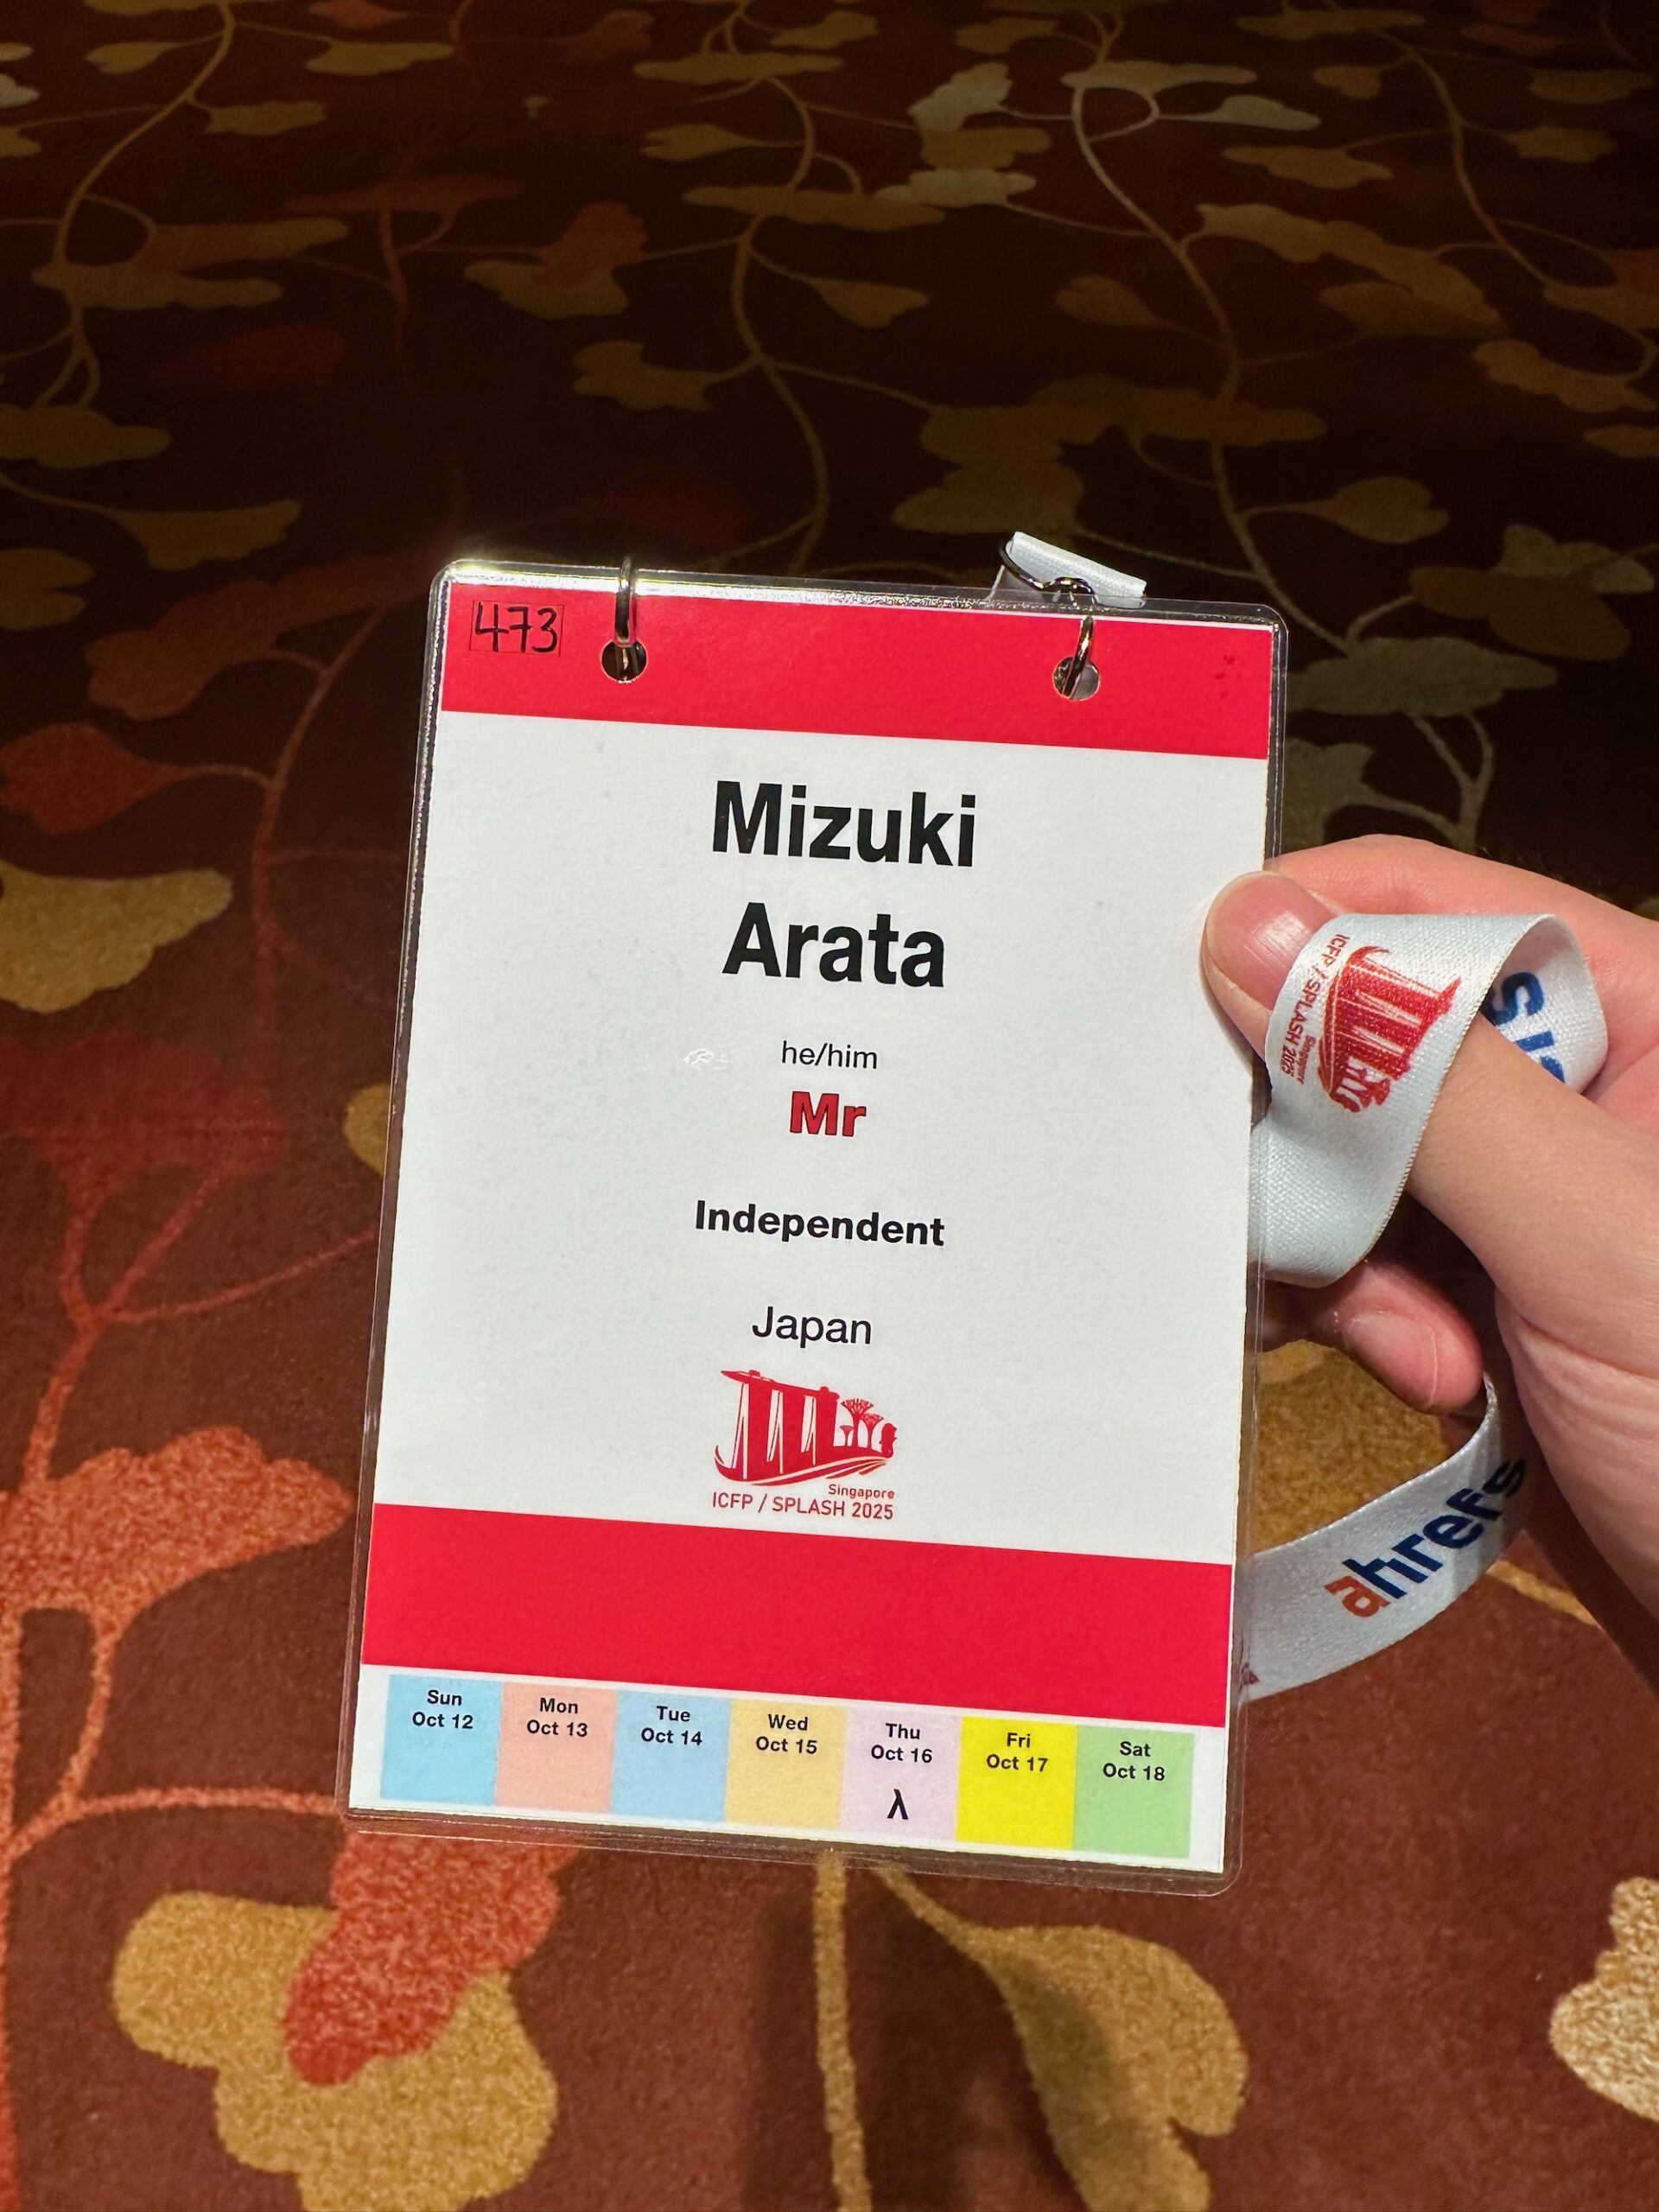 473
Mizuki
Arata
he/him
Mr
Independent
Japan
Singapore
ICFP / SPLASH 2025
Sun
Oct 12
Mon
Oct 13
Tue
Oct 14
Wed
Oct 15
Thu
Oct 16
λ
Fri
Oct 17
Sat
Oct 18
Singapore
ICFP / SPLASH 2025
ahrefs